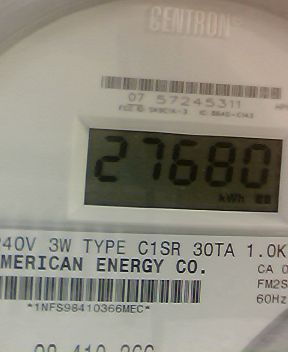 CENTRON
07 57245311
27680
kWh
240V 3W TYPE C1SR 30TA 1.0K
MERICAN ENERGY CO.
CA 0
FM2S
60Hz
*1NFS98410366MEC*